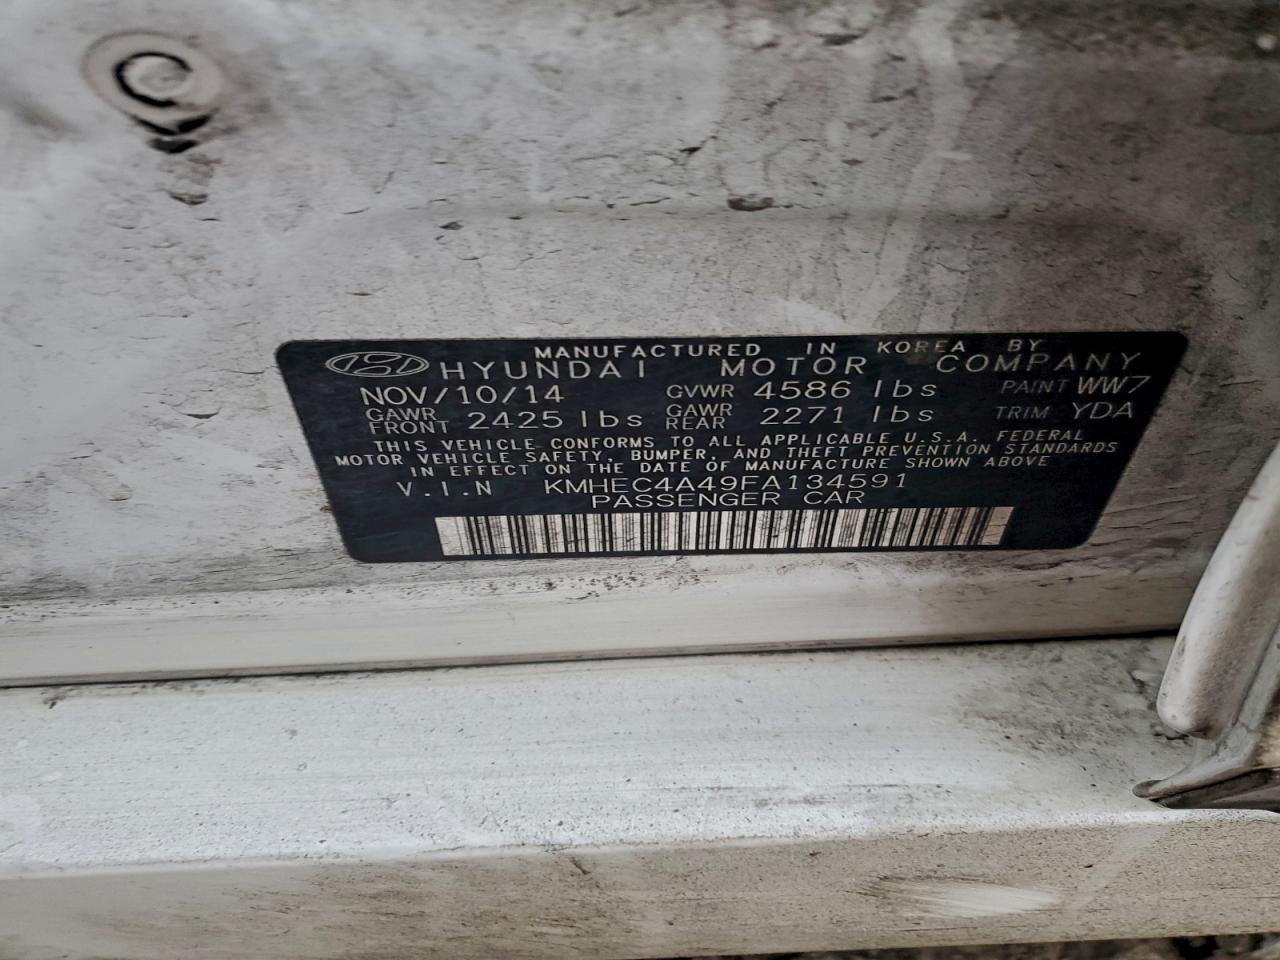 MANUFACTURED IN KOREA BY
HYUNDAI MOTOR COMPANY
NOV/10/14 GVWR 4586 lbs PAINT WW7
GAWR FRONT 2425 lbs GAWR REAR 2271 lbs TRIM YDA
THIS VEHICLE CONFORMS TO ALL APPLICABLE U.S.A. FEDERAL
MOTOR VEHICLE SAFETY, BUMPER, AND THEFT PREVENTION STANDARDS
IN EFFECT ON THE DATE OF MANUFACTURE SHOWN ABOVE
V.I.N KMHEC4A49FA134591
PASSENGER CAR